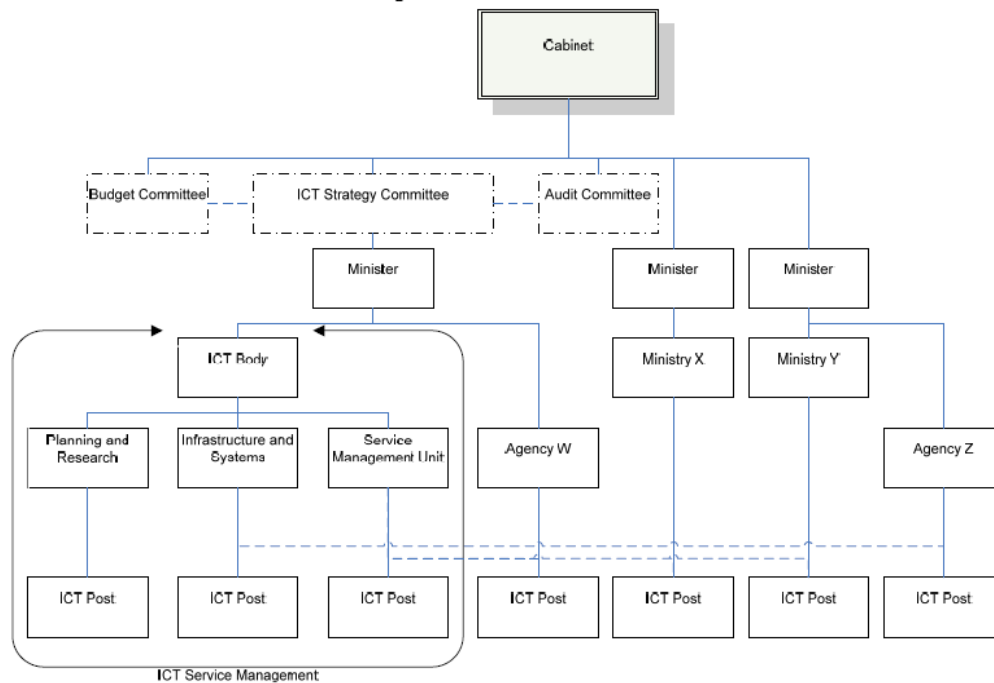 Cabinet
Budget Committee
ICT Strategy Committee
Audit Committee
Minister
Minister
Minister
ICT Body
Ministry X
Ministry Y
Planning and
Research
Infrastructure and
Systems
Service
Management Unit
Agency W
Agency Z
ICT Post
ICT Post
ICT Post
ICT Post
ICT Post
ICT Post
ICT Post
ICT Service Management